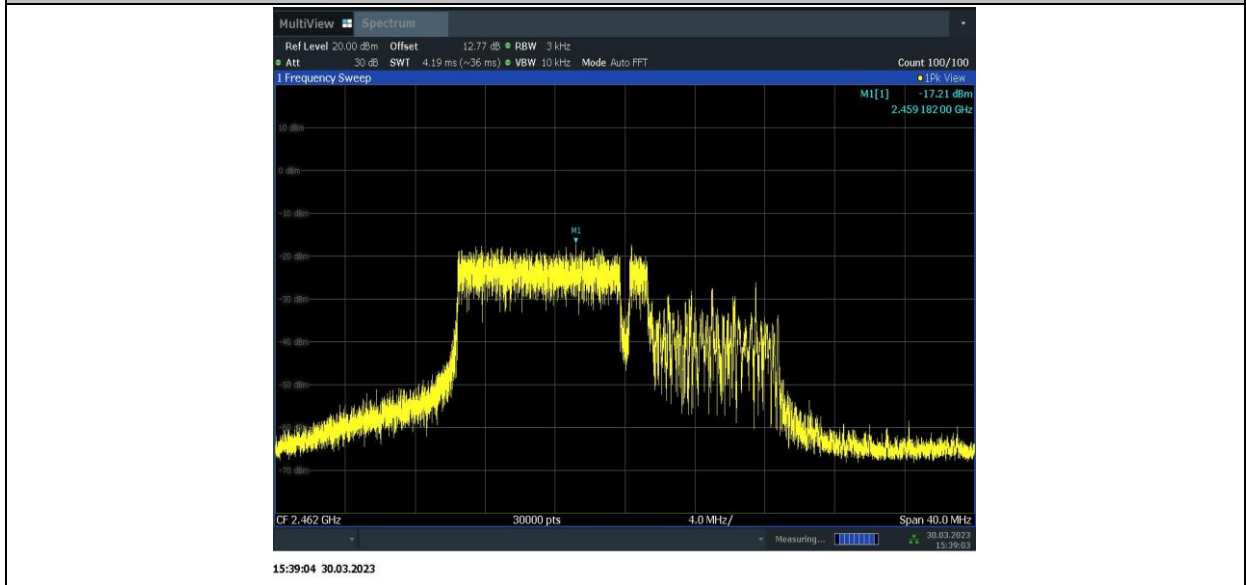 MultiView Spectrum
Ref Level 20.00 dBm Offset 12.77 dB RBW 3 kHz
Att 30 dB SWT 4.19 ms (~36 ms) VBW 10 kHz Mode Auto FFT Count 100/100
1 Frequency Sweep 1Pk View
M1[1] -17.21 dBm
2.459 182 00 GHz
10 dBm
0 dBm
-10 dBm
M1
-20 dBm
-30 dBm
-40 dBm
-50 dBm
-70 dBm
CF 2.462 GHz 30000 pts 4.0 MHz/ Span 40.0 MHz
Measuring... 30.03.2023
15:39:03
15:39:04 30.03.2023